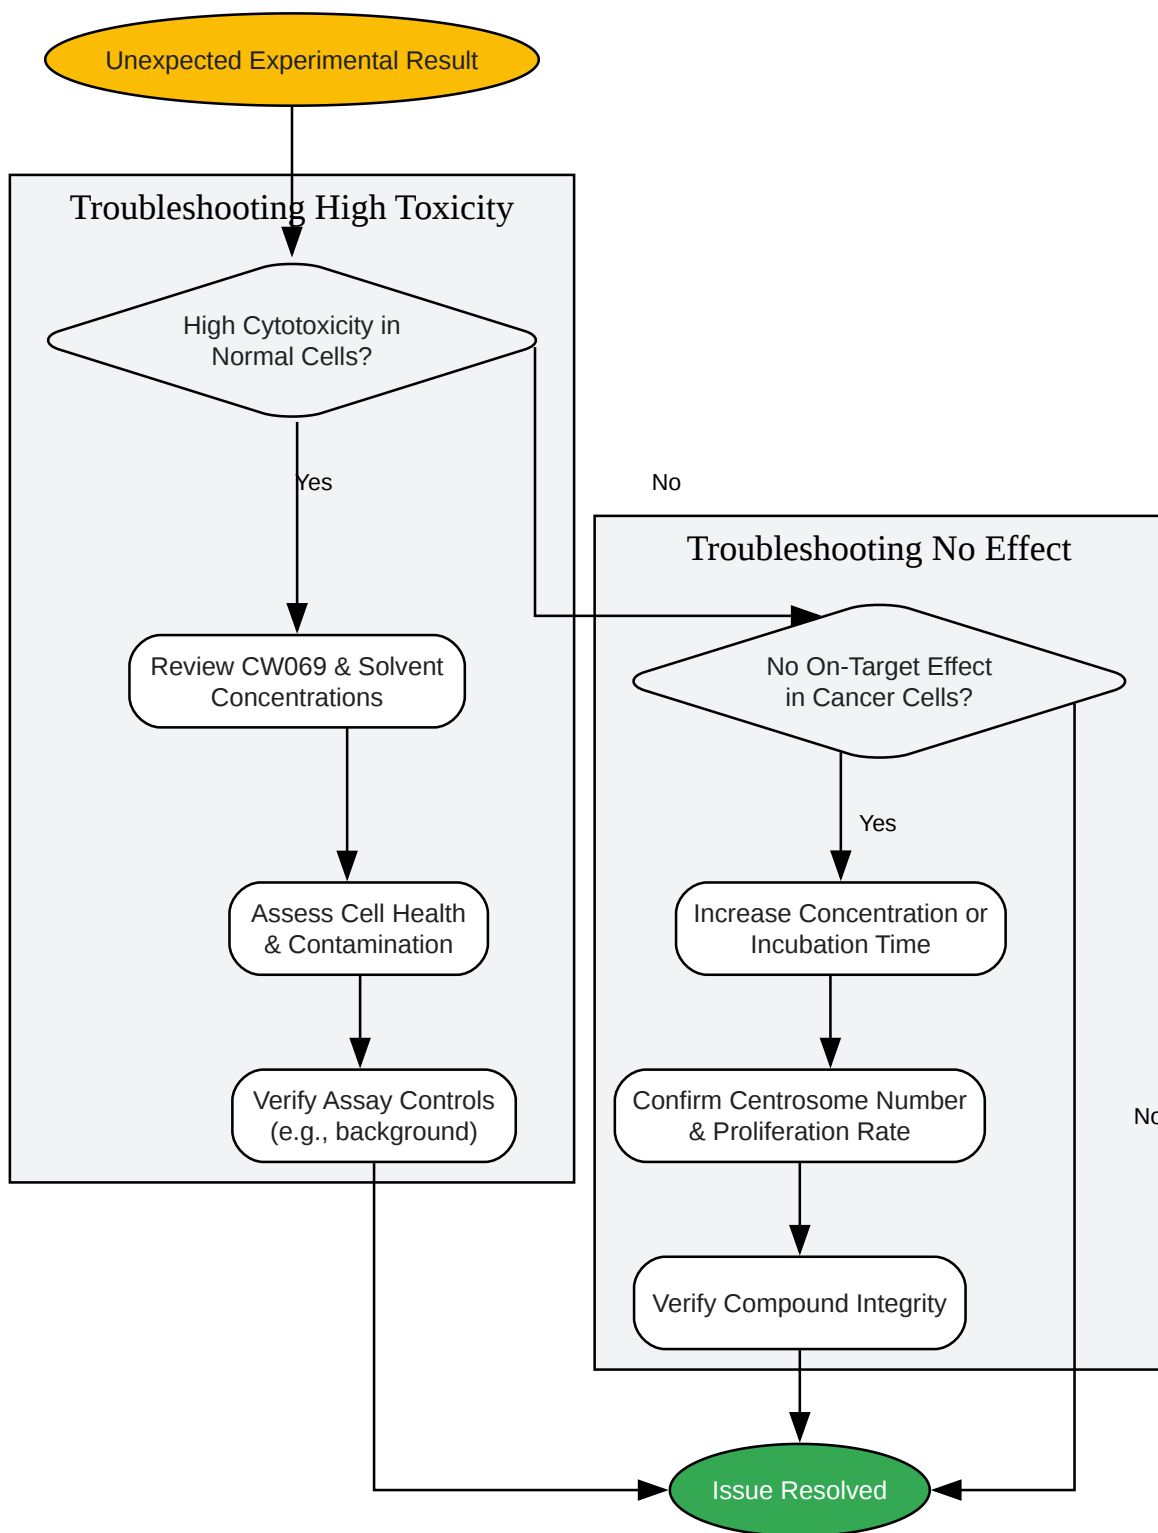 Unexpected Experimental Result
Troubleshooting High Toxicity
High Cytotoxicity in
Normal Cells?
Yes
No
Review CW069 & Solvent
Concentrations
Assess Cell Health
& Contamination
Verify Assay Controls
(e.g., background)
Troubleshooting No Effect
No On-Target Effect
in Cancer Cells?
Yes
No
Increase Concentration or
Incubation Time
Confirm Centrosome Number
& Proliferation Rate
Verify Compound Integrity
Issue Resolved